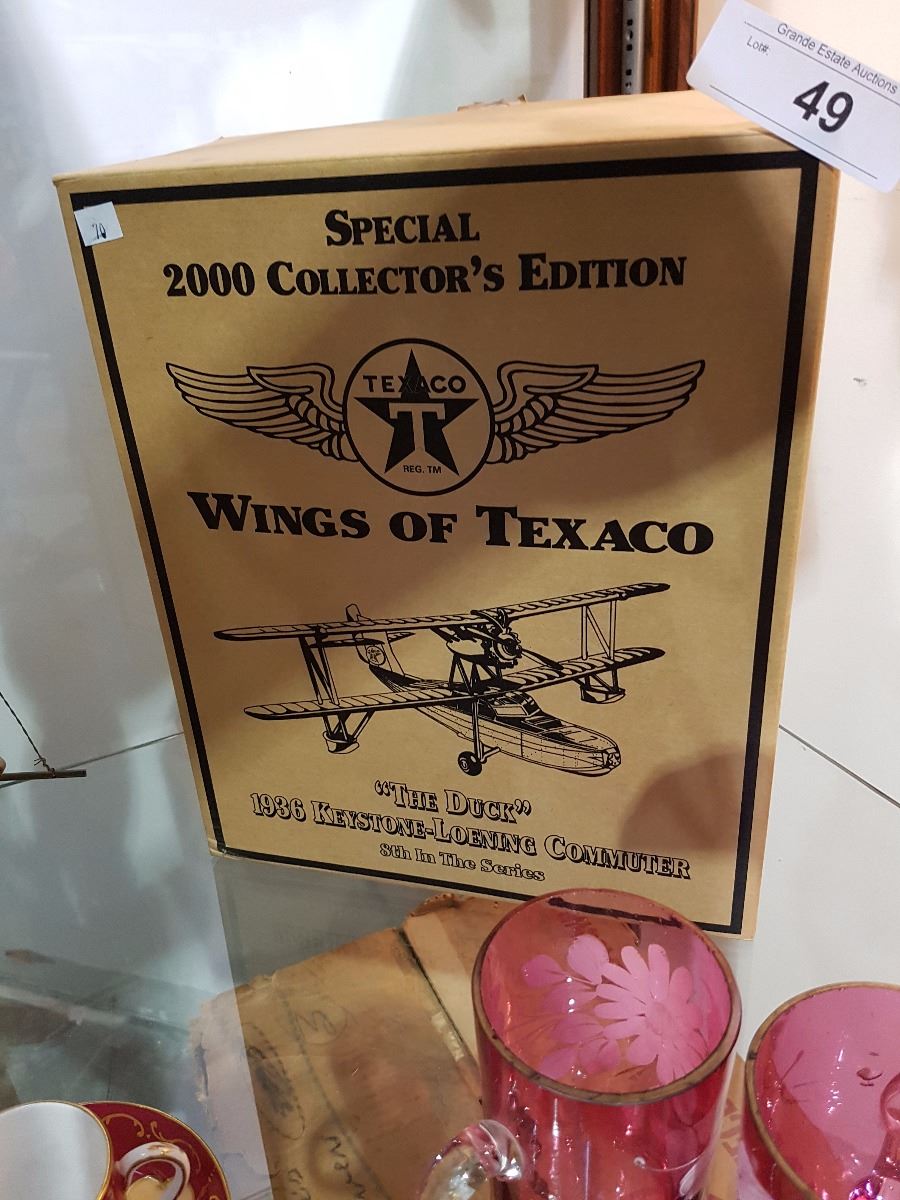 Grande Estate Auctions
Lot#:
49
SPECIAL
2000 COLLECTOR'S EDITION
TEXACO
T
REG. TM
WINGS OF TEXACO
"THE DUCK"
1936 KEYSTONE-LOENING COMMUTER
8th In The Series